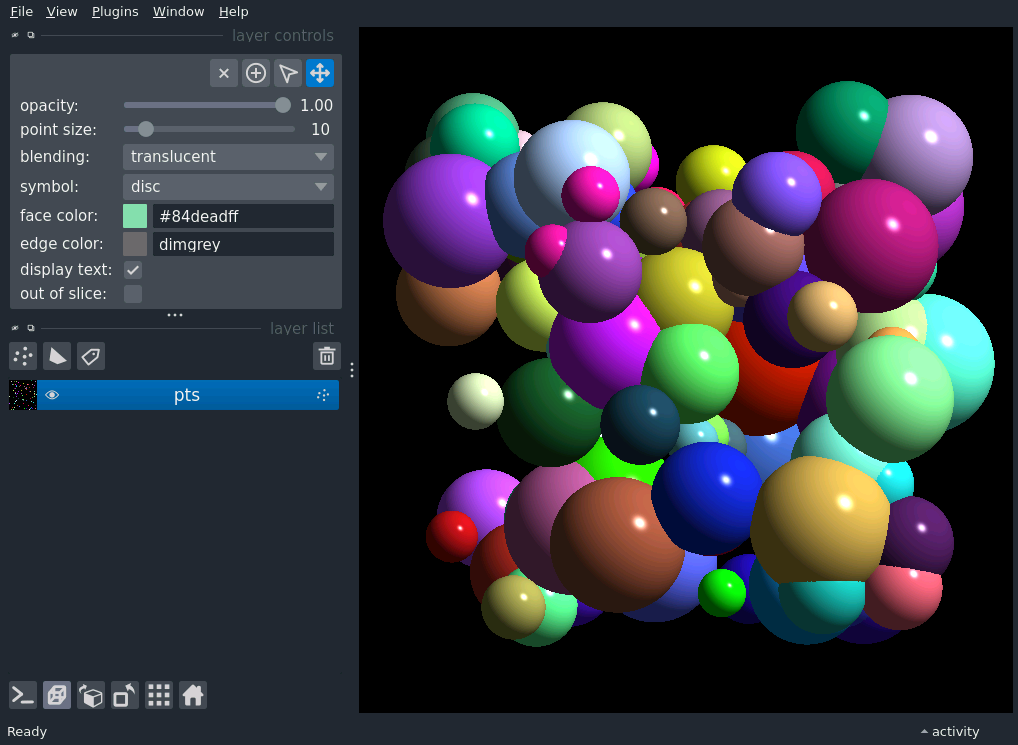 File View Plugins Window Help
layer controls
opacity: 1.00
point size: 10
blending: translucent
symbol: disc
face color: #84deadff
edge color: dimgrey
display text:
out of slice:
layer list
pts
Ready activity